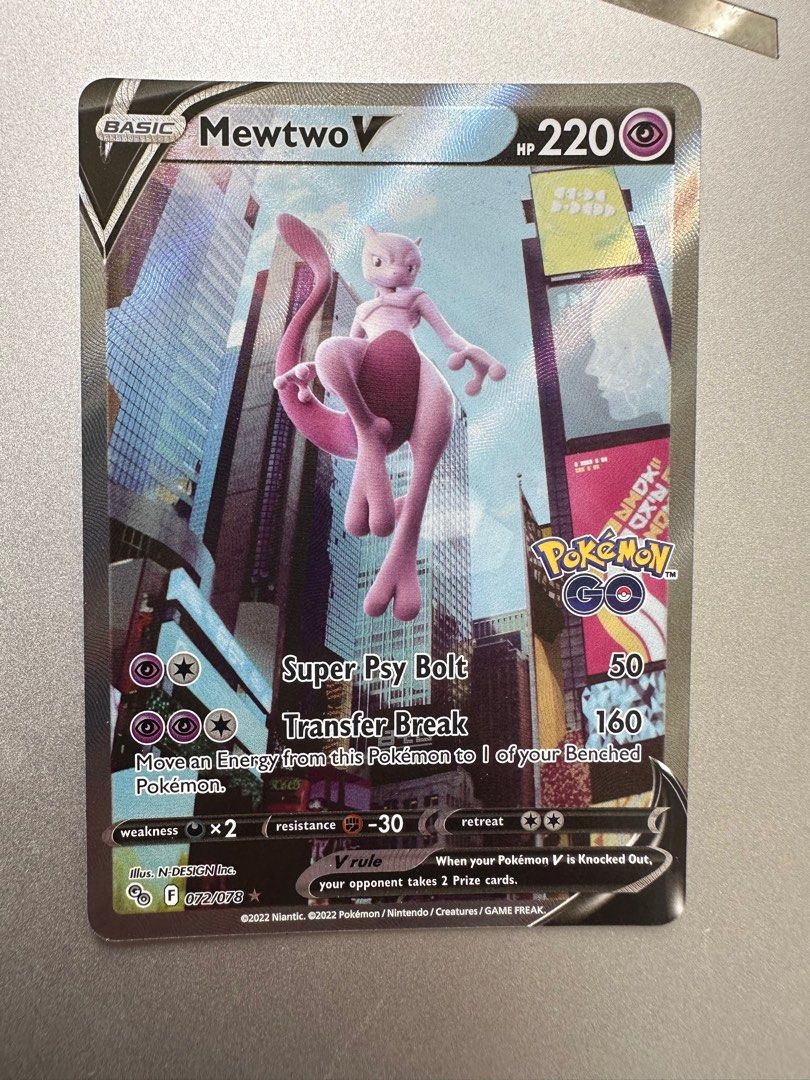 BASIC Mewtwo V HP 220
POKÉMON™
GO
Super Psy Bolt 50
Transfer Break 160
Move an Energy from this Pokémon to 1 of your Benched
Pokémon.
weakness ×2 resistance -30 retreat
V rule When your Pokémon V is Knocked Out,
your opponent takes 2 Prize cards.
Illus. N-DESIGN Inc.
GO F 072/078
©2022 Niantic. ©2022 Pokémon / Nintendo / Creatures / GAME FREAK.